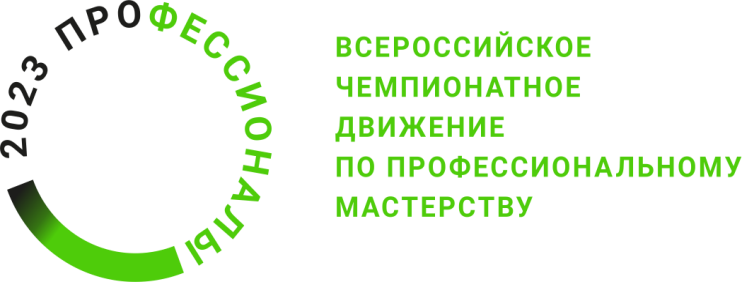 2023 ПРОФЕССИОНАЛЫ
ВСЕРОССИЙСКОЕ
ЧЕМПИОНАТНОЕ
ДВИЖЕНИЕ
ПО ПРОФЕССИОНАЛЬНОМУ
МАСТЕРСТВУ